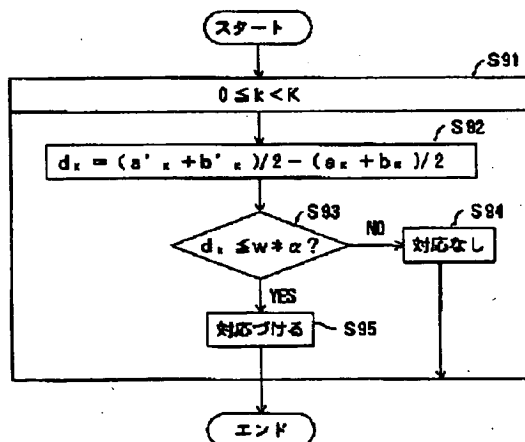 スタート
S91
0≦k<K
S92
dₖ = (a'ₖ + b'ₖ)/2 - (aₖ + bₖ)/2
S93
dₖ ≦ w * α?
NO
S94
対応なし
YES
対応づける
S95
エンド